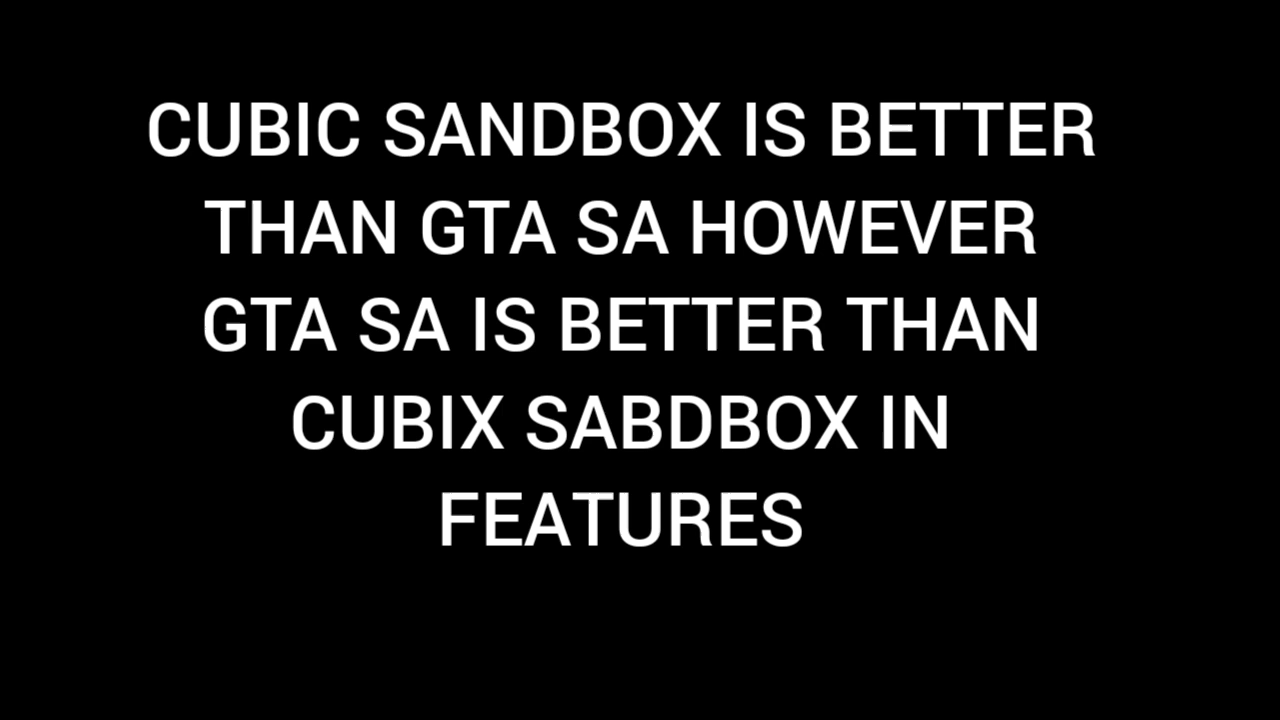 CUBIC SANDBOX IS BETTER
THAN GTA SA HOWEVER
GTA SA IS BETTER THAN
CUBIX SABDBOX IN
FEATURES